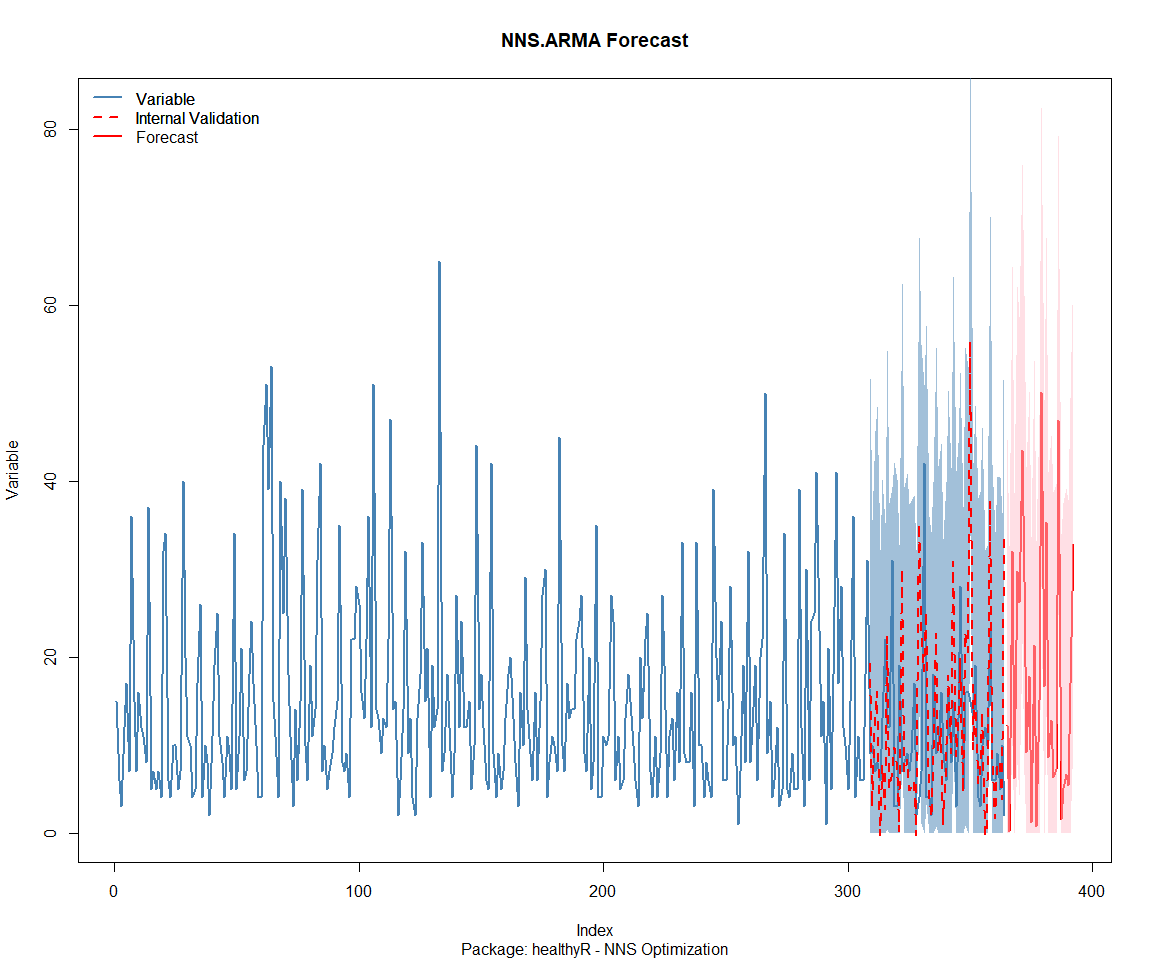 NNS.ARMA Forecast
Variable
Internal Validation
Forecast
80
60
40
20
0
Variable
0 100 200 300 400
Index
Package: healthyR - NNS Optimization